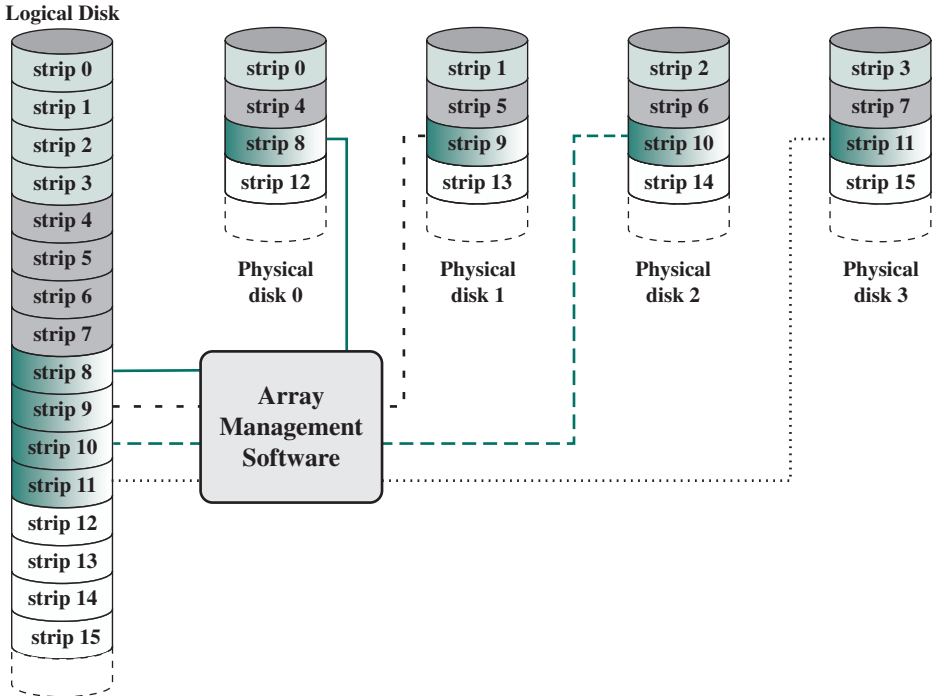 Logical Disk
strip 0
strip 1
strip 2
strip 3
strip 4
strip 5
strip 6
strip 7
strip 8
strip 9
strip 10
strip 11
strip 12
strip 13
strip 14
strip 15
strip 0
strip 4
strip 8
strip 12
Physical
disk 0
strip 1
strip 5
strip 9
strip 13
Physical
disk 1
strip 2
strip 6
strip 10
strip 14
Physical
disk 2
strip 3
strip 7
strip 11
strip 15
Physical
disk 3
Array
Management
Software